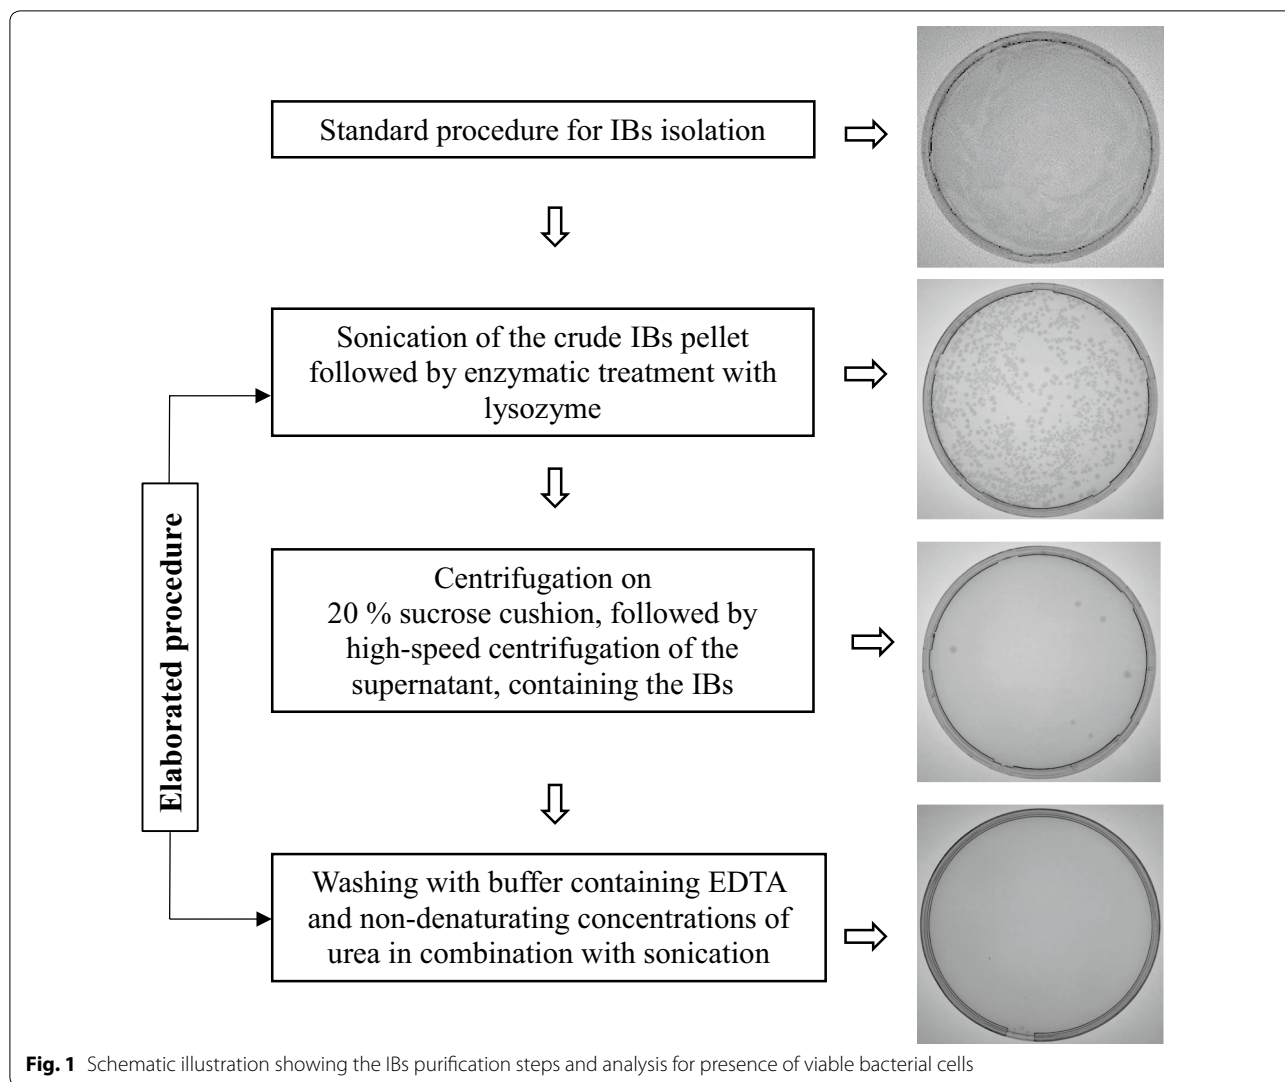 Standard procedure for IBs isolation
Sonication of the crude IBs pellet
followed by enzymatic treatment with
lysozyme
Elaborated procedure
Centrifugation on
20 % sucrose cushion, followed by
high-speed centrifugation of the
supernatant, containing the IBs
Washing with buffer containing EDTA
and non-denaturating concentrations of
urea in combination with sonication
Fig. 1 Schematic illustration showing the IBs purification steps and analysis for presence of viable bacterial cells